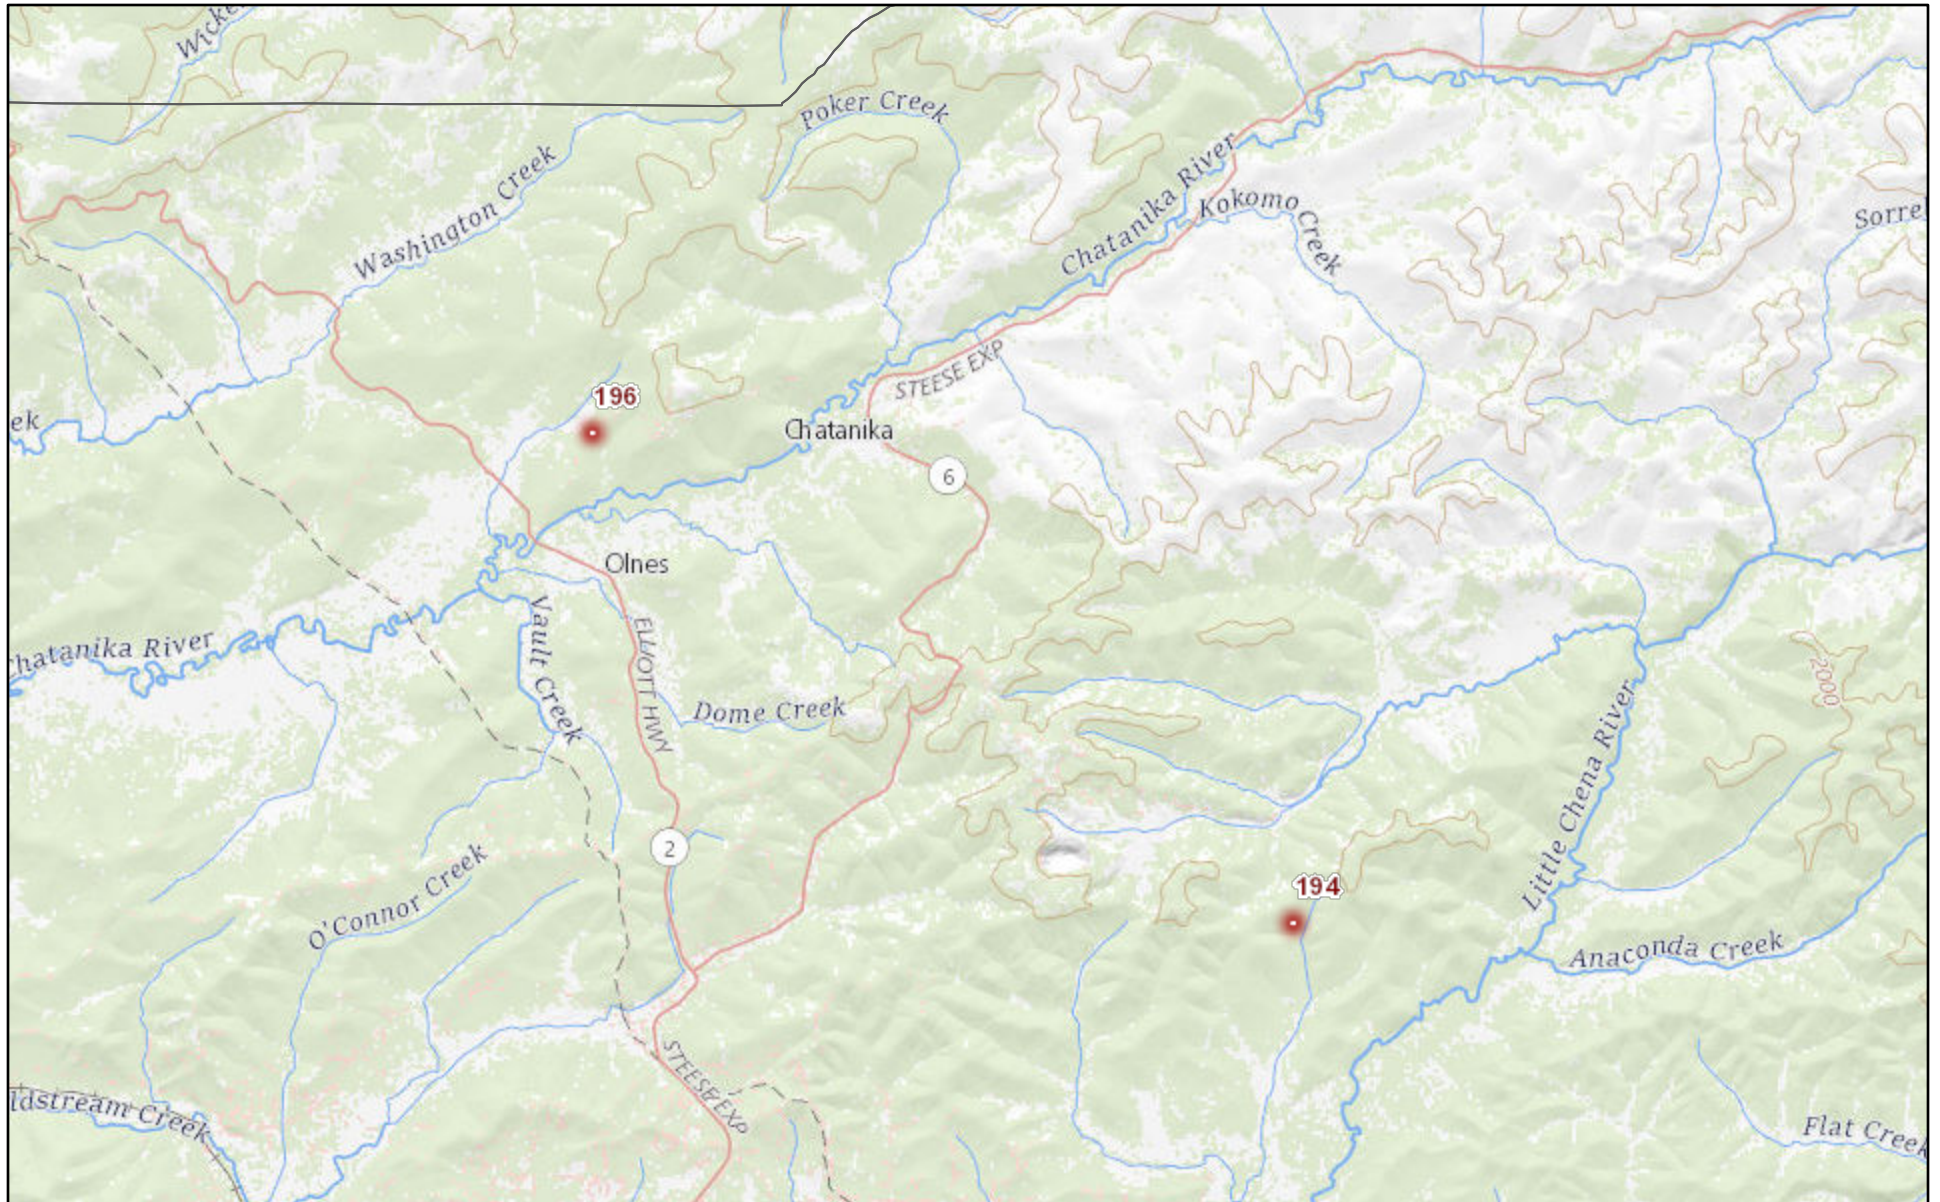 Wicke
Poker Creek
Washington Creek
Chatanika River
Kokomo Creek
Sorre
STEESE EXP
196
ek
Chatanika
6
Olnes
Vault Creek
ELLIOTT HWY
hatanika River
2000
Dome Creek
Little Chena River
2
O'Connor Creek
194
Anaconda Creek
STEESE EXP
ldstream Creek
Flat Creek